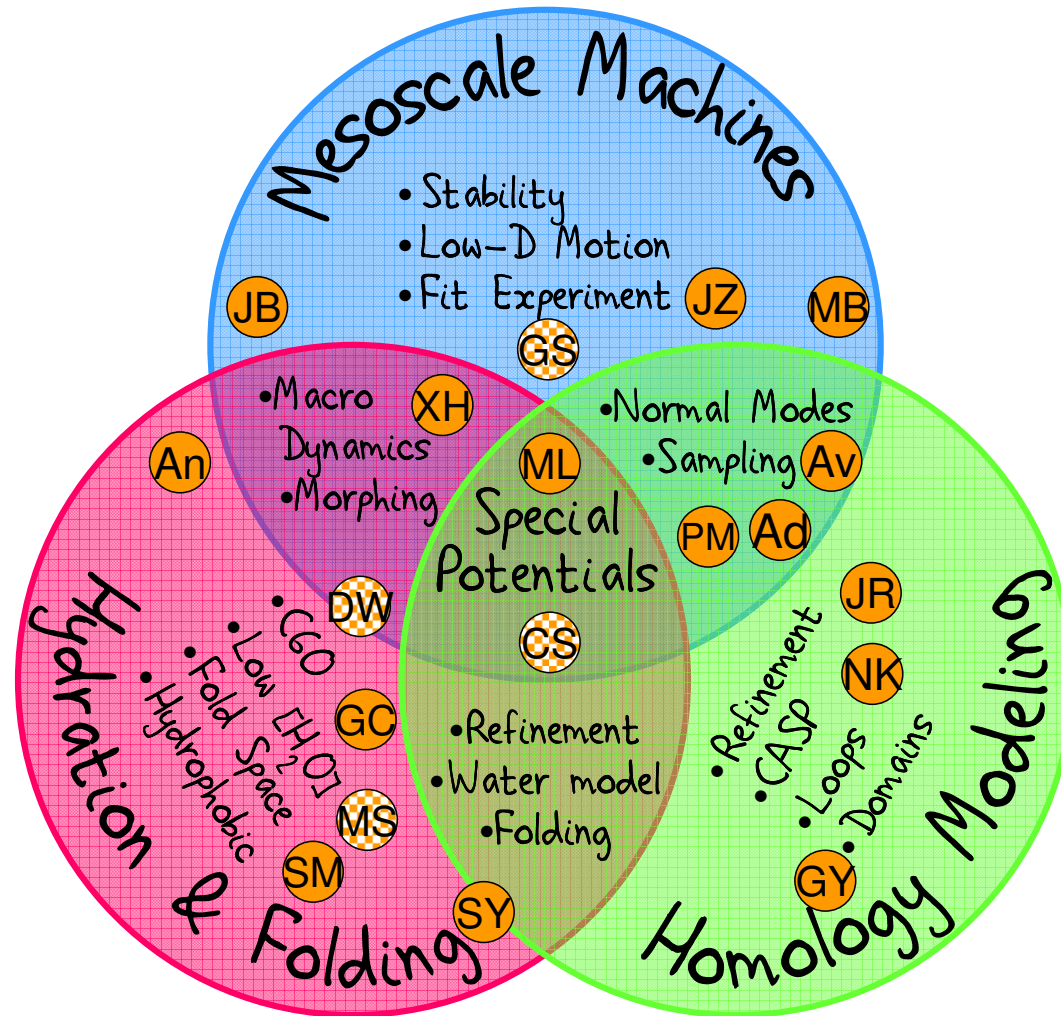 Mesoscale Machines
• Stability
• Low-D Motion
• Fit Experiment
JB
JZ
MB
GS
• Macro
Dynamics
• Morphing
XH
An
ML
Special
Potentials
CS
• Normal Modes
• Sampling
Av
PM
Ad
DW
Hydration & Folding
• CGO
• Low [H₂O]
• Fold Space
• Hydrophobic
GC
MS
SM
SY
• Refinement
• Water model
• Folding
JR
NK
• Refinement
• CASP
• Loops
• Domains
GY
Homology Modeling